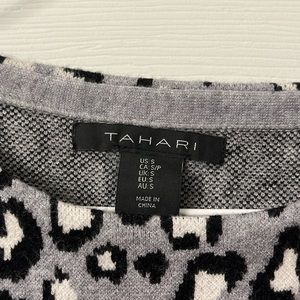 TAHARI
US:S
CA:S/P
UK:S
EU:S
AU:S
MADE IN
CHINA